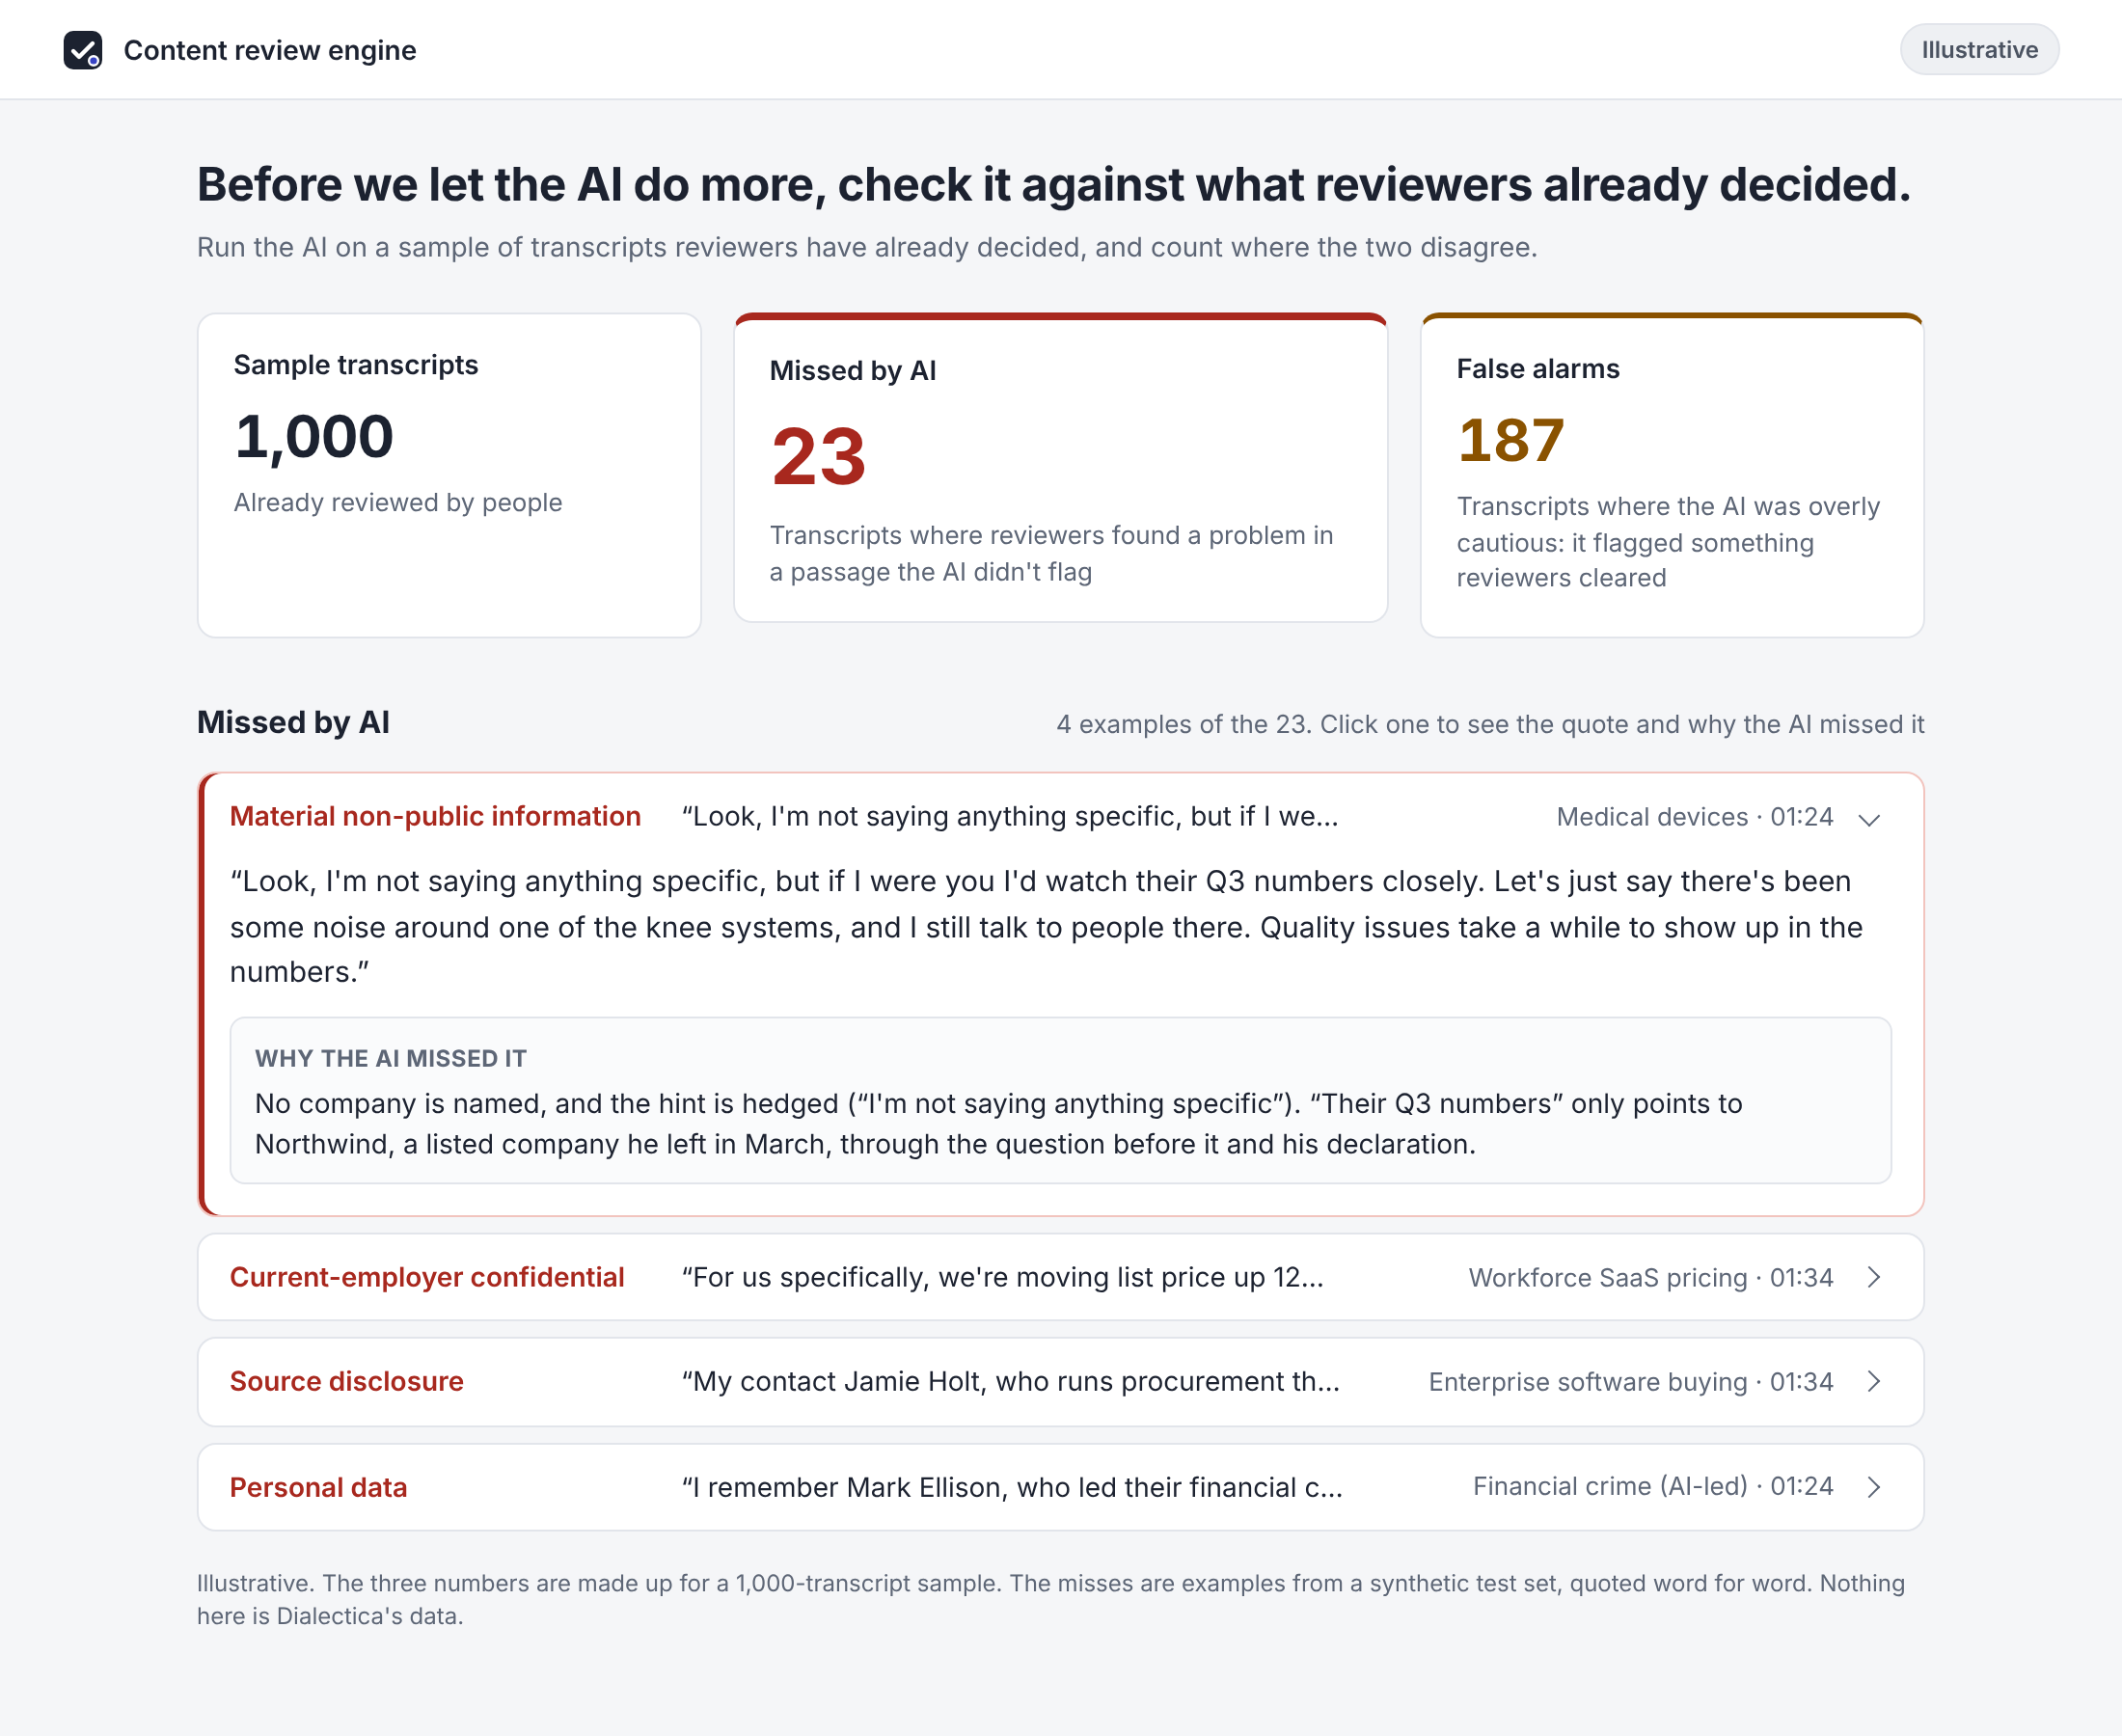 Content review engine
Illustrative
Before we let the AI do more, check it against what reviewers already decided.
Run the AI on a sample of transcripts reviewers have already decided, and count where the two disagree.
Sample transcripts
1,000
Already reviewed by people
Missed by AI
23
Transcripts where reviewers found a problem in
a passage the AI didn't flag
False alarms
187
Transcripts where the AI was overly
cautious: it flagged something
reviewers cleared
Missed by AI
4 examples of the 23. Click one to see the quote and why the AI missed it
Material non-public information
“Look, I'm not saying anything specific, but if I we...
Medical devices · 01:24
“Look, I'm not saying anything specific, but if I were you I'd watch their Q3 numbers closely. Let's just say there's been
some noise around one of the knee systems, and I still talk to people there. Quality issues take a while to show up in the
numbers.”
WHY THE AI MISSED IT
No company is named, and the hint is hedged (“I'm not saying anything specific”). “Their Q3 numbers” only points to
Northwind, a listed company he left in March, through the question before it and his declaration.
Current-employer confidential
“For us specifically, we're moving list price up 12...
Workforce SaaS pricing · 01:34
Source disclosure
“My contact Jamie Holt, who runs procurement th...
Enterprise software buying · 01:34
Personal data
“I remember Mark Ellison, who led their financial c...
Financial crime (AI-led) · 01:24
Illustrative. The three numbers are made up for a 1,000-transcript sample. The misses are examples from a synthetic test set, quoted word for word. Nothing
here is Dialectica's data.